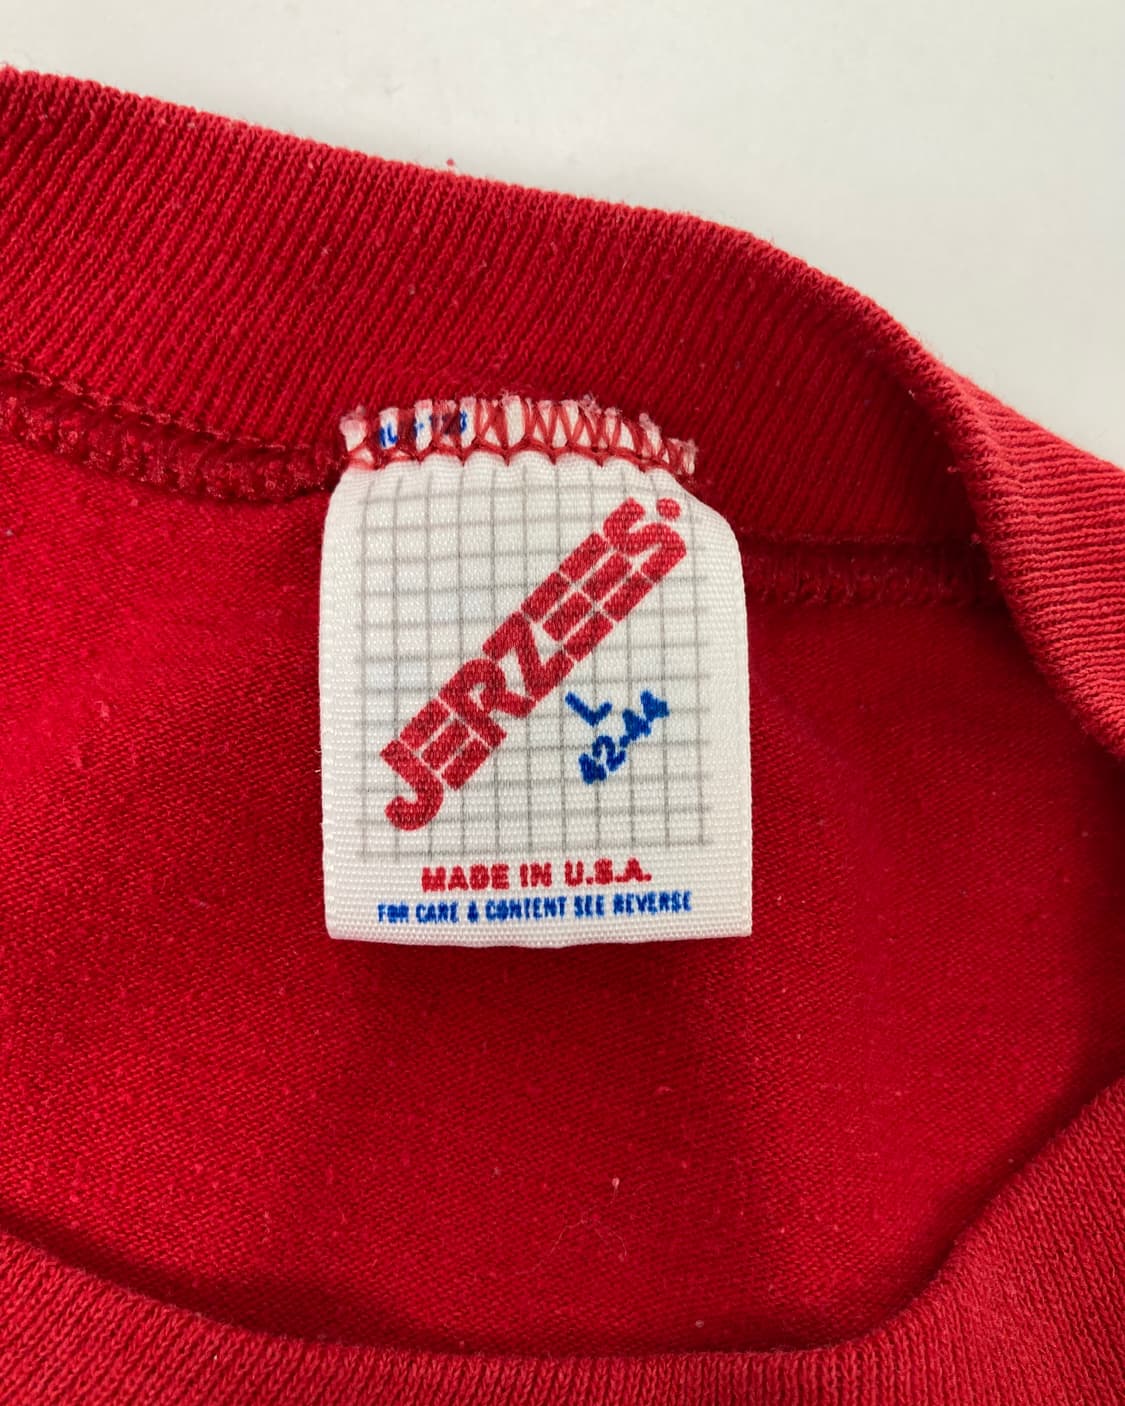 JERZEES.
L
42-44
MADE IN U.S.A.
FOR CARE & CONTENT SEE REVERSE